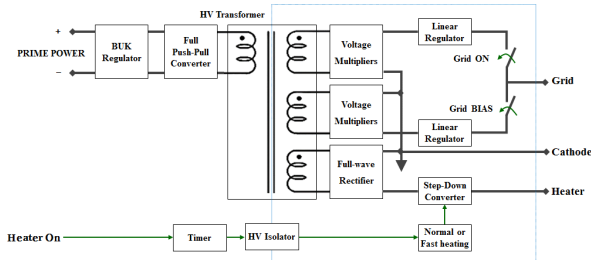 HV Transformer
+
PRIME POWER
−
BUK
Regulator
Full
Push-Pull
Converter
Voltage
Multipliers
Linear
Regulator
Grid ON
Grid
Voltage
Multipliers
Grid BIAS
Linear
Regulator
Cathode
Full-wave
Rectifier
Step-Down
Converter
Heater
Heater On
Timer
HV Isolator
Normal or
Fast heating